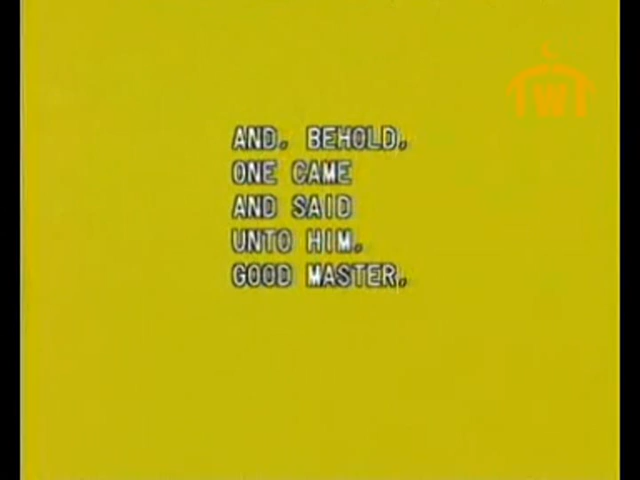 AND, BEHOLD,
ONE CAME
AND SAID
UNTO HIM,
GOOD MASTER,
W